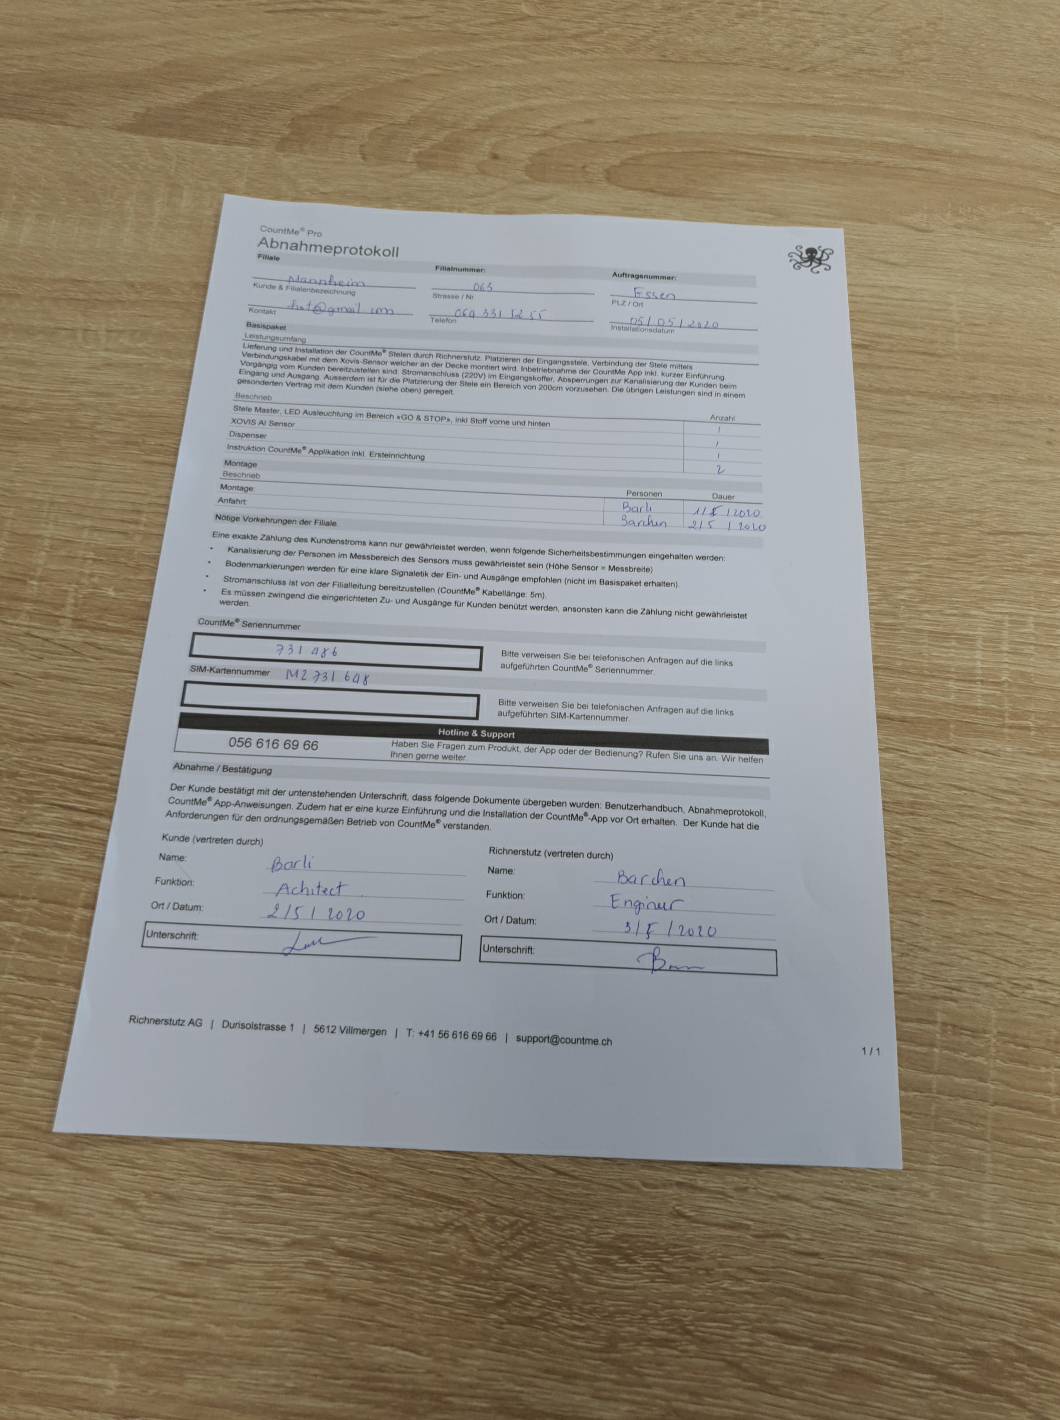 CountMe® Pro
Abnahmeprotokoll
Filiale Filialnummer: Auftragsnummer:
Mannheim 063 Essen
Kunde & Filialenbezeichnung Strasse / Nr PLZ / Ort
@gmail com 069 331 12 55 05/05/2020
Kontakt Telefon Installationsdatum
Basispaket
Leistungsumfang
Lieferung und Installation der CountMe® Stelen durch Richnerstutz. Platzieren der Eingangsstele, Verbindung der Stele mittels
Verbindungskabel mit dem Xovis-Sensor welcher an der Decke montiert wird. Inbetriebnahme der CountMe App inkl. kurzer Einführung.
Vorgängig vom Kunden bereitzustellen sind: Stromanschluss (220V) im Eingangskoffer, Absperrungen zur Kanalisierung der Kunden beim
Eingang und Ausgang. Ausserdem ist für die Platzierung der Stele ein Bereich von 200cm vorzusehen. Die übrigen Leistungen sind in einem
gesonderten Vertrag mit dem Kunden (siehe oben) geregelt.
Beschrieb Anzahl
Stele Master, LED Ausleuchtung im Bereich «GO & STOP», inkl Stoff vorne und hinten 1
XOVIS AI Sensor 1
Dispenser 1
Instruktion CountMe® Applikation inkl. Ersteinrichtung 2
Montage
Beschrieb Personen Dauer
Montage Barli 1/5/2020
Anfahrt Barchen 2/5/2020
Nötige Vorkehrungen der Filiale
Eine exakte Zählung des Kundenstroms kann nur gewährleistet werden, wenn folgende Sicherheitsbestimmungen eingehalten werden:
• Kanalisierung der Personen im Messbereich des Sensors muss gewährleistet sein (Höhe Sensor = Messbreite)
• Bodenmarkierungen werden für eine klare Signaletik der Ein- und Ausgänge empfohlen (nicht im Basispaket erhalten).
• Stromanschluss ist von der Filialleitung bereitzustellen (CountMe® Kabellänge: 5m).
• Es müssen zwingend die eingerichteten Zu- und Ausgänge für Kunden benützt werden, ansonsten kann die Zählung nicht gewährleistet
werden.
CountMe® Seriennummer
731 486 Bitte verweisen Sie bei telefonischen Anfragen auf die links
aufgeführten CountMe® Seriennummer.
SIM-Kartennummer M2731 648
Bitte verweisen Sie bei telefonischen Anfragen auf die links
aufgeführten SIM-Kartennummer.
Hotline & Support
056 616 69 66 Haben Sie Fragen zum Produkt, der App oder der Bedienung? Rufen Sie uns an. Wir helfen
Ihnen gerne weiter.
Abnahme / Bestätigung
Der Kunde bestätigt mit der untenstehenden Unterschrift, dass folgende Dokumente übergeben wurden: Benutzerhandbuch, Abnahmeprotokoll,
CountMe® App-Anweisungen. Zudem hat er eine kurze Einführung und die Installation der CountMe®-App vor Ort erhalten. Der Kunde hat die
Anforderungen für den ordnungsgemäßen Betrieb von CountMe® verstanden.
Kunde (vertreten durch) Richnerstutz (vertreten durch)
Name: Barli Name: Barchen
Funktion: Achitect Funktion: Enginur
Ort / Datum: 2/5/2020 Ort / Datum: 3/5/2020
Unterschrift: Unterschrift:
Richnerstutz AG | Durisolstrasse 1 | 5612 Villmergen | T: +41 56 616 69 66 | support@countme.ch
1 / 1